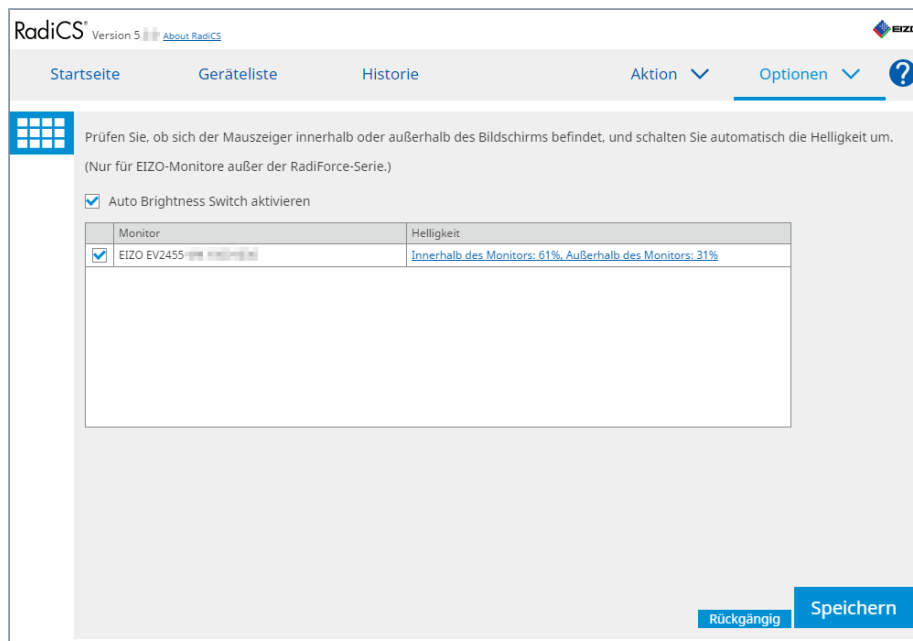 RadiCS® Version 5. About RadiCS
EIZO
Startseite Geräteliste Historie Aktion Optionen ?
Prüfen Sie, ob sich der Mauszeiger innerhalb oder außerhalb des Bildschirms befindet, und schalten Sie automatisch die Helligkeit um.
(Nur für EIZO-Monitore außer der RadiForce-Serie.)
Auto Brightness Switch aktivieren
Monitor Helligkeit
EIZO EV2455 Innerhalb des Monitors: 61%, Außerhalb des Monitors: 31%
Rückgängig Speichern